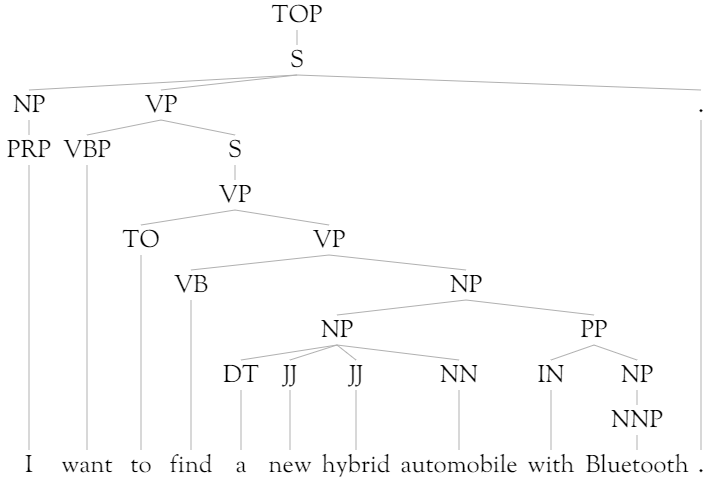 TOP
S
NP VP .
PRP VBP S
VP
TO VP
VB NP
NP PP
DT JJ JJ NN IN NP
NNP
I want to find a new hybrid automobile with Bluetooth .